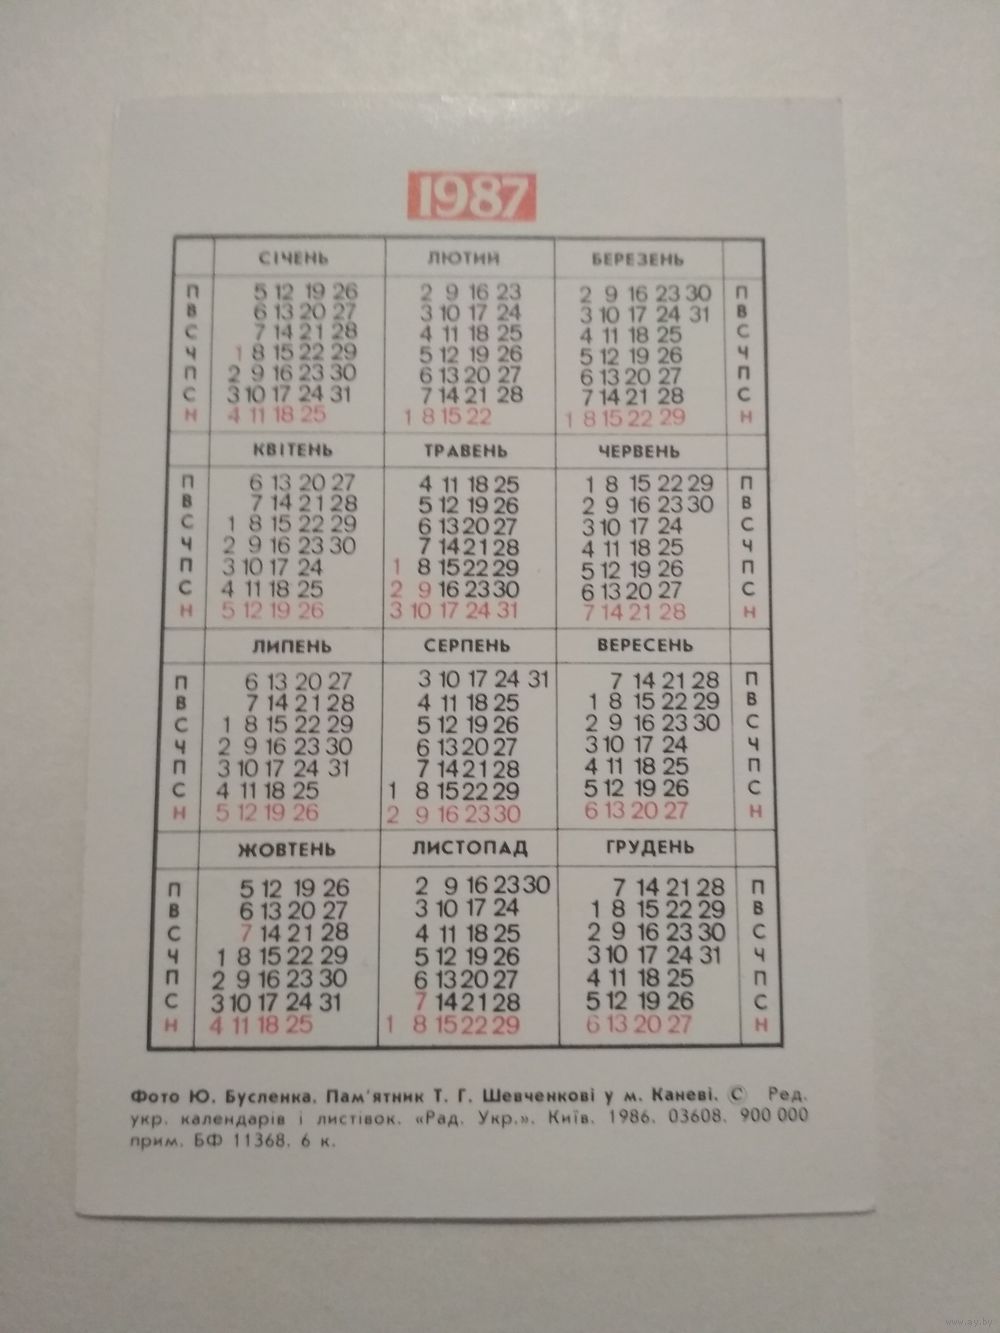 1987
СІЧЕНЬ ЛЮТИЙ БЕРЕЗЕНЬ
П 5 12 19 26 2 9 16 23 2 9 16 23 30 П
В 6 13 20 27 3 10 17 24 3 10 17 24 31 В
С 7 14 21 28 4 11 18 25 4 11 18 25 С
Ч 1 8 15 22 29 5 12 19 26 5 12 19 26 Ч
П 2 9 16 23 30 6 13 20 27 6 13 20 27 П
С 3 10 17 24 31 7 14 21 28 7 14 21 28 С
Н 4 11 18 25 1 8 15 22 1 8 15 22 29 Н
КВІТЕНЬ ТРАВЕНЬ ЧЕРВЕНЬ
П 6 13 20 27 4 11 18 25 1 8 15 22 29 П
В 7 14 21 28 5 12 19 26 2 9 16 23 30 В
С 1 8 15 22 29 6 13 20 27 3 10 17 24 С
Ч 2 9 16 23 30 7 14 21 28 4 11 18 25 Ч
П 3 10 17 24 1 8 15 22 29 5 12 19 26 П
С 4 11 18 25 2 9 16 23 30 6 13 20 27 С
Н 5 12 19 26 3 10 17 24 31 7 14 21 28 Н
ЛИПЕНЬ СЕРПЕНЬ ВЕРЕСЕНЬ
П 6 13 20 27 3 10 17 24 31 7 14 21 28 П
В 7 14 21 28 4 11 18 25 1 8 15 22 29 В
С 1 8 15 22 29 5 12 19 26 2 9 16 23 30 С
Ч 2 9 16 23 30 6 13 20 27 3 10 17 24 Ч
П 3 10 17 24 31 7 14 21 28 4 11 18 25 П
С 4 11 18 25 1 8 15 22 29 5 12 19 26 С
Н 5 12 19 26 2 9 16 23 30 6 13 20 27 Н
ЖОВТЕНЬ ЛИСТОПАД ГРУДЕНЬ
П 5 12 19 26 2 9 16 23 30 7 14 21 28 П
В 6 13 20 27 3 10 17 24 1 8 15 22 29 В
С 7 14 21 28 4 11 18 25 2 9 16 23 30 С
Ч 1 8 15 22 29 5 12 19 26 3 10 17 24 31 Ч
П 2 9 16 23 30 6 13 20 27 4 11 18 25 П
С 3 10 17 24 31 7 14 21 28 5 12 19 26 С
Н 4 11 18 25 1 8 15 22 29 6 13 20 27 Н
Фото Ю. Бусленка. Пам'ятник Т. Г. Шевченкові у м. Каневі. © Ред.
укр. календарів і листівок. «Рад. Укр.». Київ. 1986. 03608. 900 000
прим. БФ 11368. 6 к.
www.ay.by